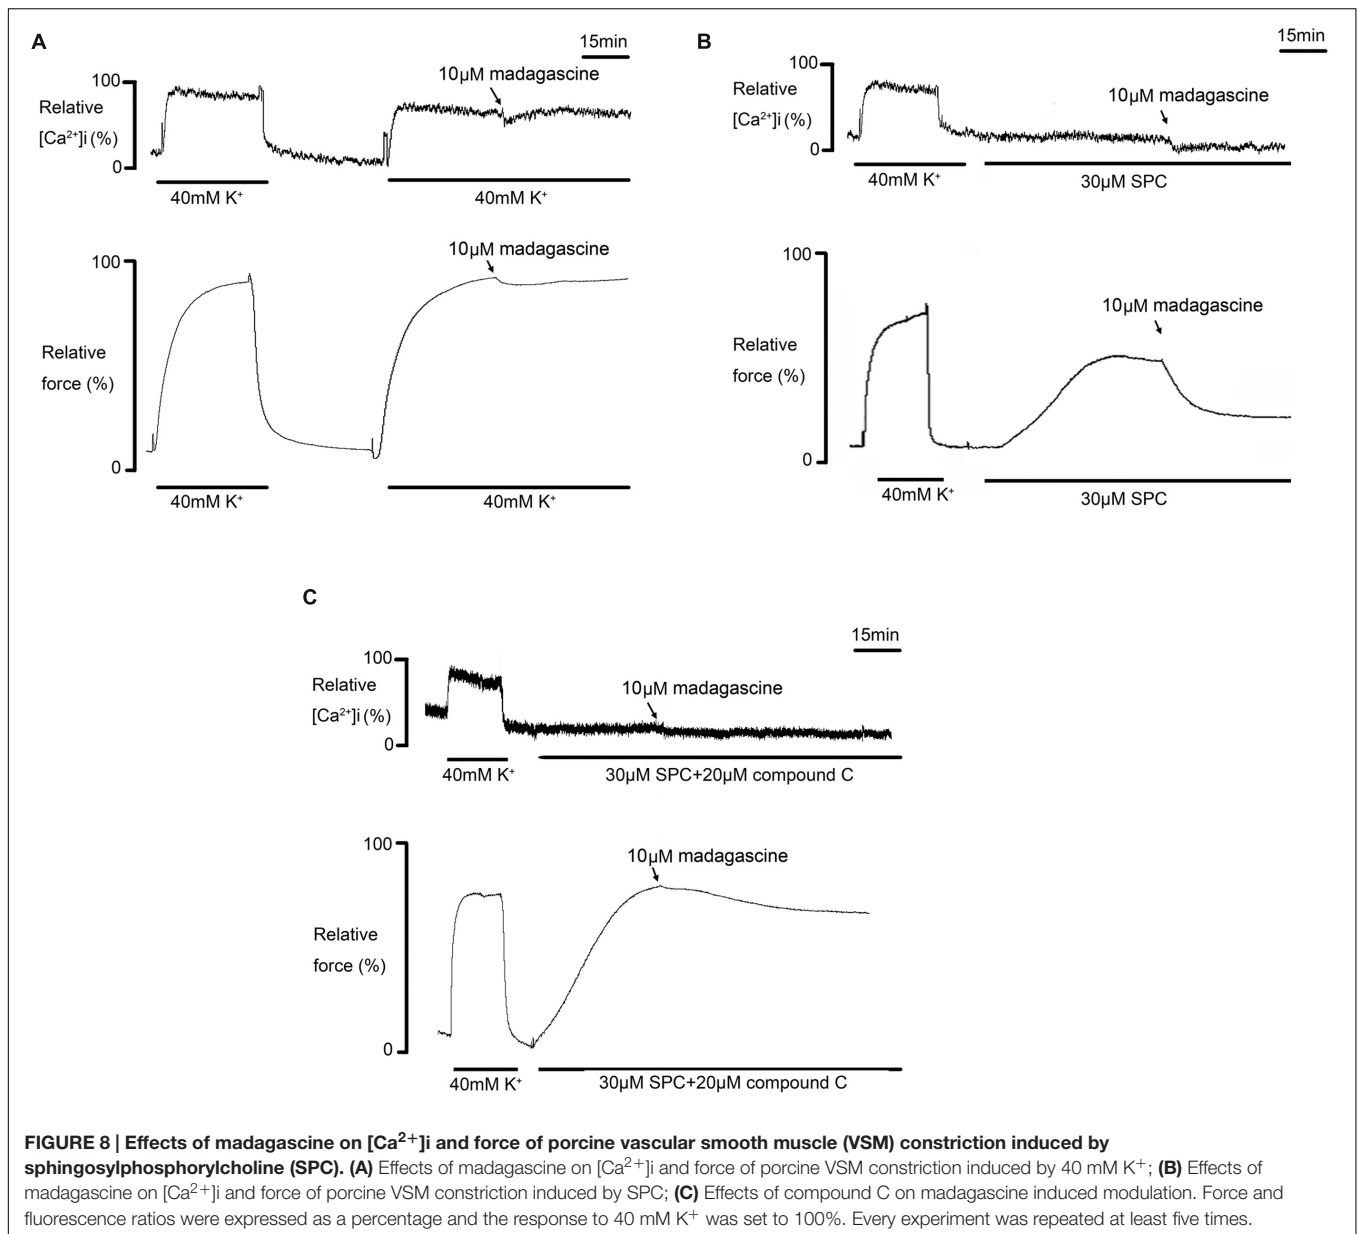 A
15min
10µM madagascine
100
Relative
[Ca²⁺]i (%)
0
40mM K⁺
40mM K⁺
10µM madagascine
100
Relative
force (%)
0
40mM K⁺
40mM K⁺
B
15min
100
10µM madagascine
Relative
[Ca²⁺]i (%)
0
40mM K⁺
30µM SPC
100
10µM madagascine
Relative
force (%)
0
40mM K⁺
30µM SPC
C
15min
100
10µM madagascine
Relative
[Ca²⁺]i (%)
0
40mM K⁺
30µM SPC+20µM compound C
100
10µM madagascine
Relative
force (%)
0
40mM K⁺
30µM SPC+20µM compound C
FIGURE 8 | Effects of madagascine on [Ca²⁺]i and force of porcine vascular smooth muscle (VSM) constriction induced by
sphingosylphosphorylcholine (SPC). (A) Effects of madagascine on [Ca²⁺]i and force of porcine VSM constriction induced by 40 mM K⁺; (B) Effects of
madagascine on [Ca²⁺]i and force of porcine VSM constriction induced by SPC; (C) Effects of compound C on madagascine induced modulation. Force and
fluorescence ratios were expressed as a percentage and the response to 40 mM K⁺ was set to 100%. Every experiment was repeated at least five times.